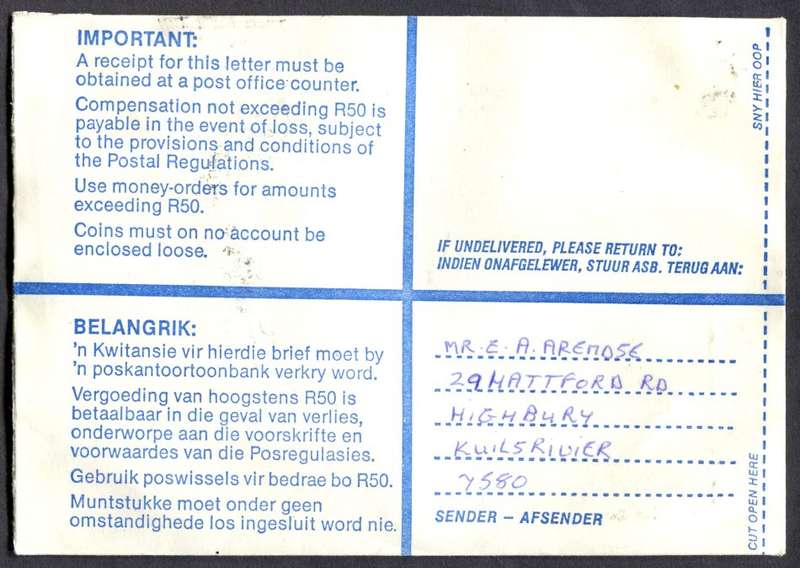 IMPORTANT:
A receipt for this letter must be
obtained at a post office counter.
Compensation not exceeding R50 is
payable in the event of loss, subject
to the provisions and conditions of
the Postal Regulations.
Use money-orders for amounts
exceeding R50.
Coins must on no account be
enclosed loose.
SNY HIER OOP
IF UNDELIVERED, PLEASE RETURN TO:
INDIEN ONAFGELEWER, STUUR ASB. TERUG AAN:
BELANGRIK:
'n Kwitansie vir hierdie brief moet by
'n poskantoortoonbank verkry word.
Vergoeding van hoogstens R50 is
betaalbaar in die geval van verlies,
onderworpe aan die voorskrifte en
voorwaardes van die Posregulasies.
Gebruik poswissels vir bedrae bo R50.
Muntstukke moet onder geen
omstandighede los ingesluit word nie.
MR. E. A. ARENDSE
29 HATTFORD RD
HIGHBURY
KUILSRIVIER
7580
SENDER – AFSENDER
CUT OPEN HERE